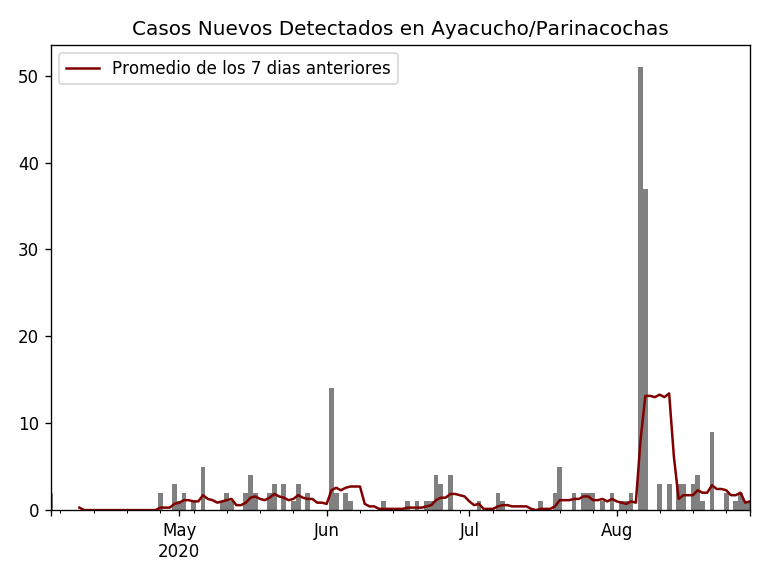 Casos Nuevos Detectados en Ayacucho/Parinacochas
Promedio de los 7 dias anteriores
50
40
30
20
10
0
May
2020
Jun
Jul
Aug